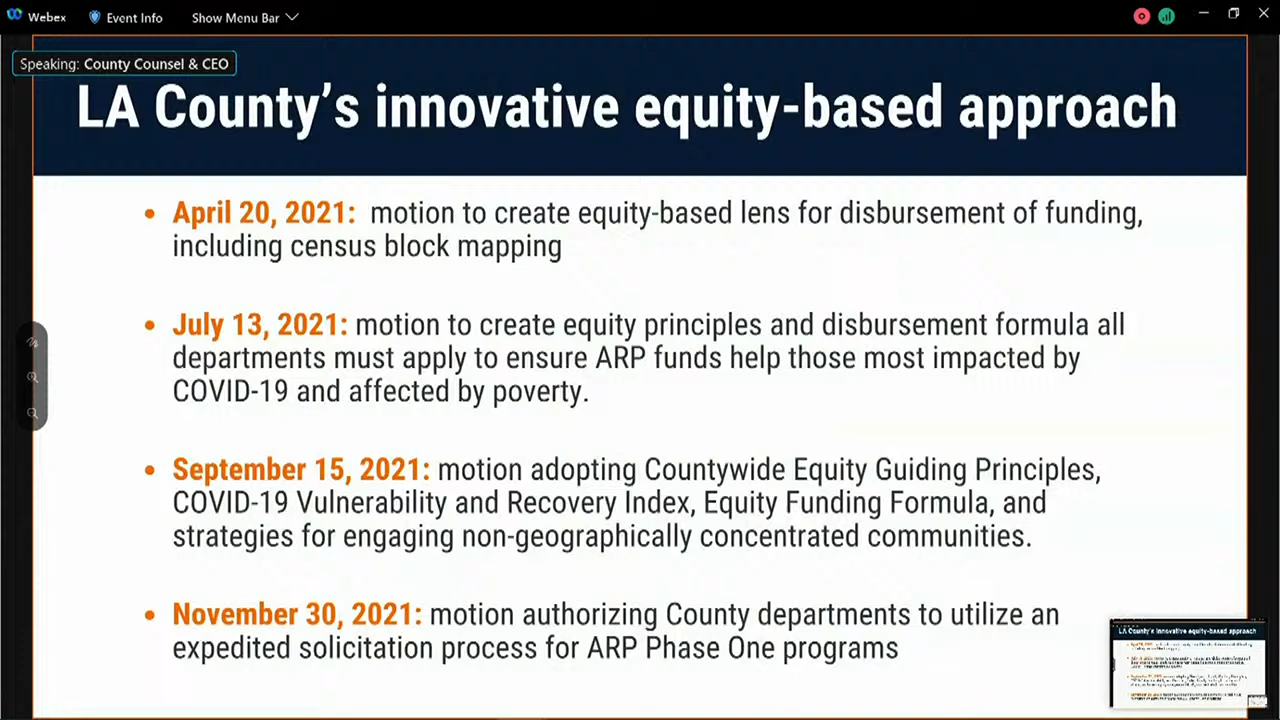 Webex Event Info Show Menu Bar
Speaking: County Counsel & CEO
LA County's innovative equity-based approach
• April 20, 2021: motion to create equity-based lens for disbursement of funding,
including census block mapping
• July 13, 2021: motion to create equity principles and disbursement formula all
departments must apply to ensure ARP funds help those most impacted by
COVID-19 and affected by poverty.
• September 15, 2021: motion adopting Countywide Equity Guiding Principles,
COVID-19 Vulnerability and Recovery Index, Equity Funding Formula, and
strategies for engaging non-geographically concentrated communities.
• November 30, 2021: motion authorizing County departments to utilize an
expedited solicitation process for ARP Phase One programs
LA County's innovative equity-based approach